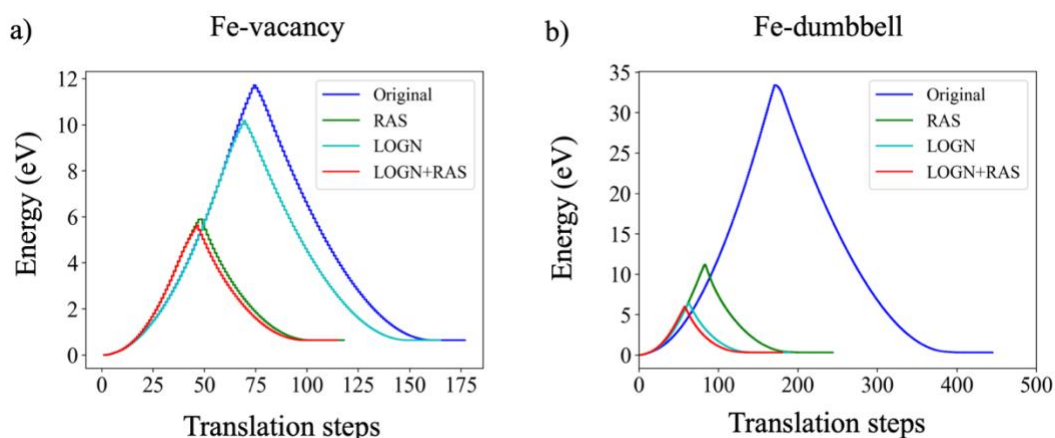 a)
Fe-vacancy
Energy (eV)
12
10
8
6
4
2
0
0 25 50 75 100 125 150 175
Translation steps
Original
RAS
LOGN
LOGN+RAS
b)
Fe-dumbbell
Energy (eV)
35
30
25
20
15
10
5
0
0 100 200 300 400 500
Translation steps
Original
RAS
LOGN
LOGN+RAS